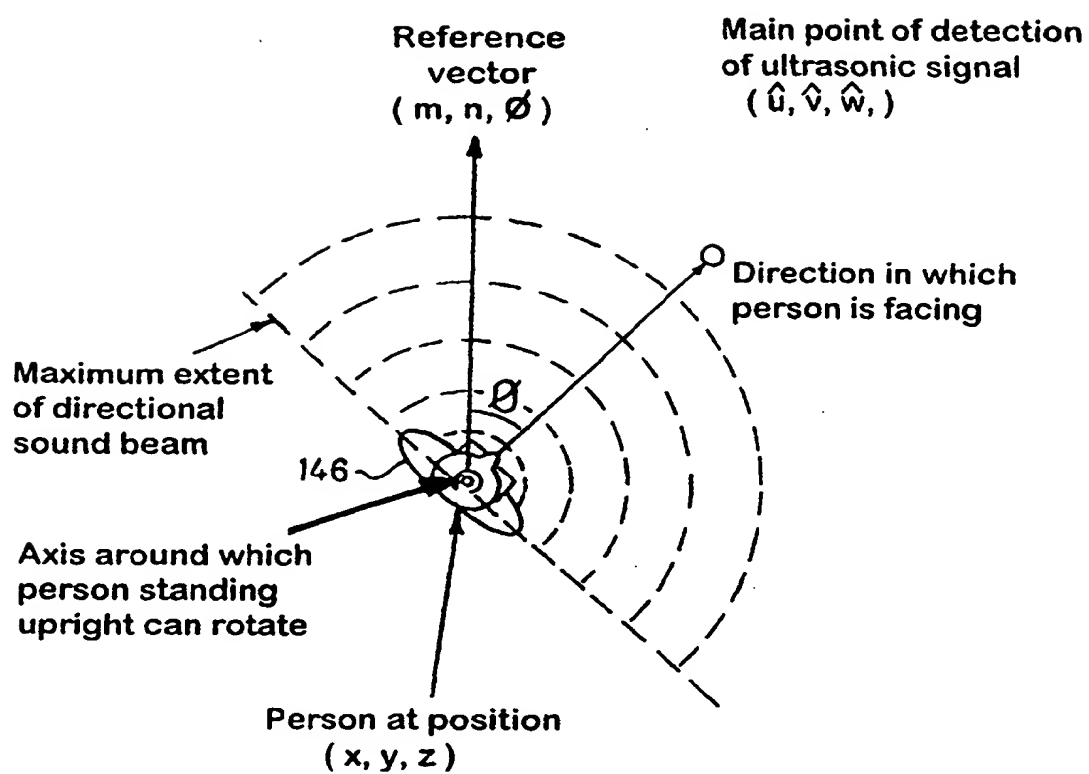 Reference
vector
( m, n, Ø )
Main point of detection
of ultrasonic signal
( û, v̂, ŵ, )
Direction in which
person is facing
Maximum extent
of directional
sound beam
Ø
146
Axis around which
person standing
upright can rotate
Person at position
( x, y, z )